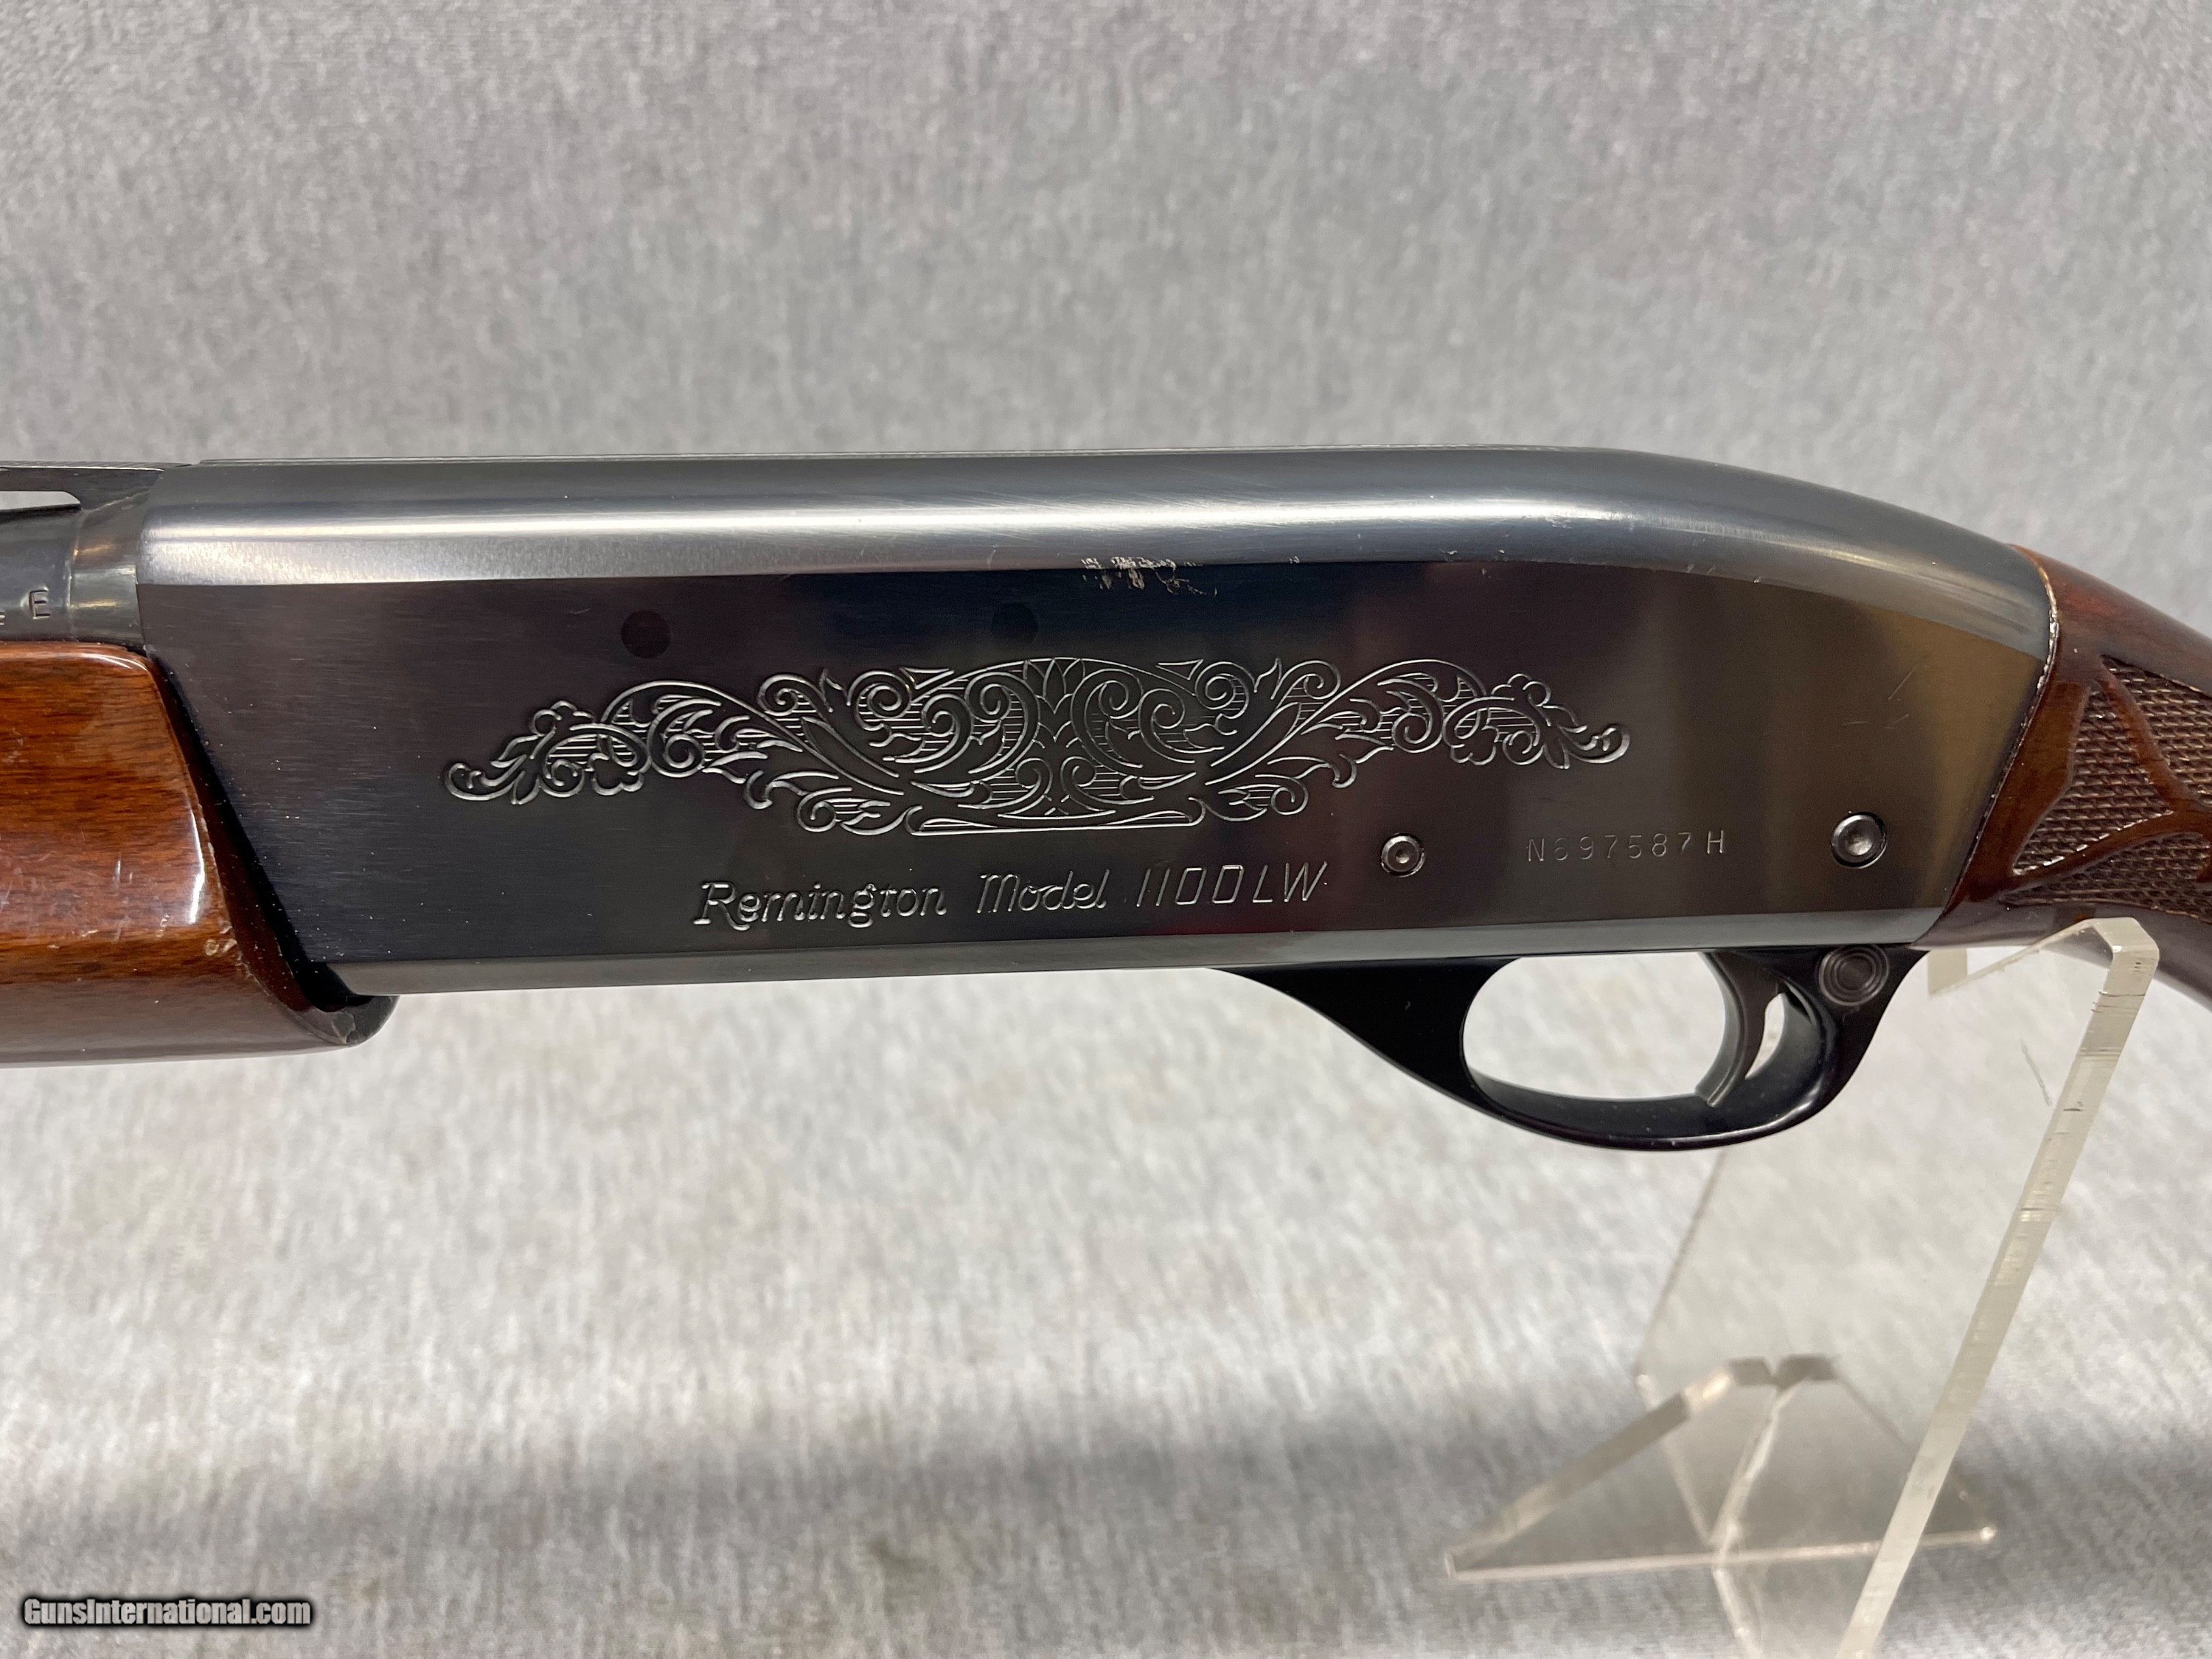 E
Remington Model 1100LW
N697587H
GunsInternational.com